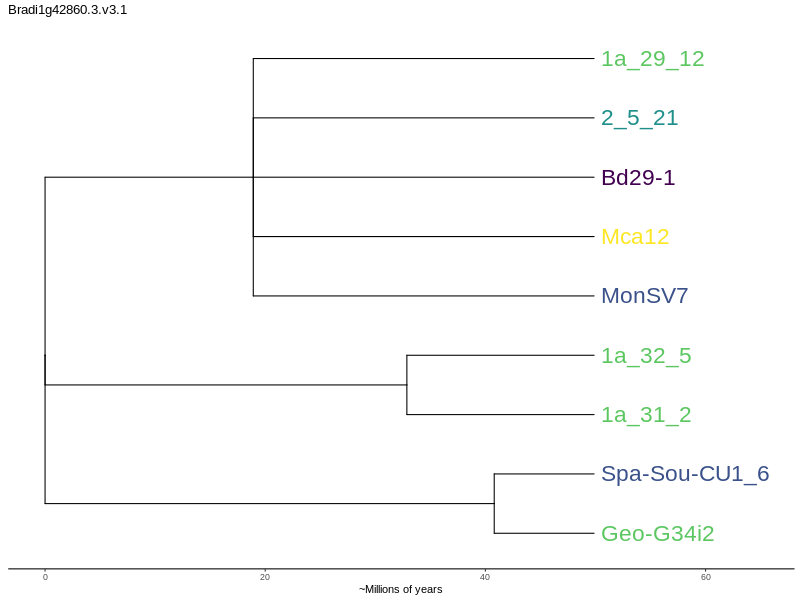 Bradi1g42860.3.v3.1
1a_29_12
2_5_21
Bd29-1
Mca12
MonSV7
1a_32_5
1a_31_2
Spa-Sou-CU1_6
Geo-G34i2
0 20 40 60
~Millions of years